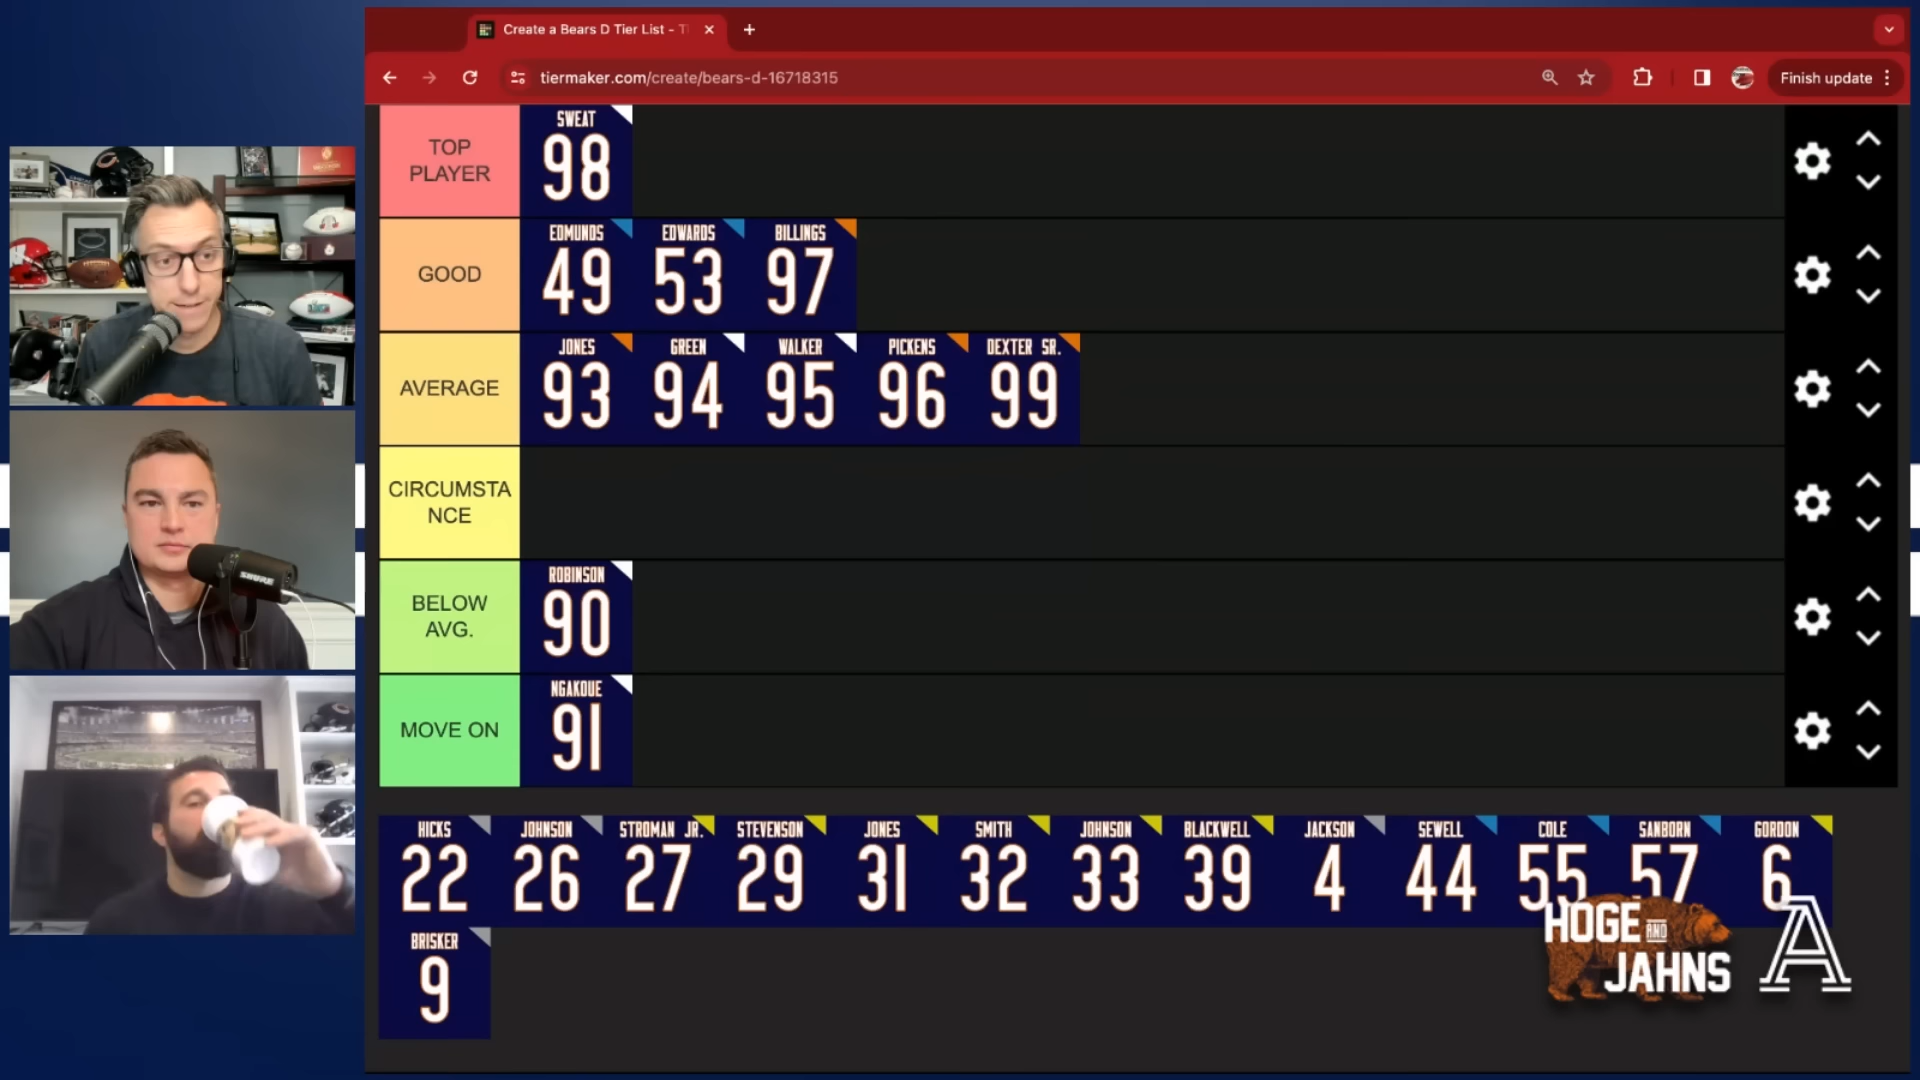 Create a Bears D Tier List - T
tiermaker.com/create/bears-d-16718315
Finish update
TOP
PLAYER
SWEAT
98
GOOD
EDMUNDS
49
EDWARDS
53
BILLINGS
97
AVERAGE
JONES
93
GREEN
94
WALKER
95
PICKENS
96
DEXTER SR.
99
CIRCUMSTA
NCE
BELOW
AVG.
ROBINSON
90
MOVE ON
NGAKOUE
91
HICKS
22
JOHNSON
26
STROMAN JR.
27
STEVENSON
29
JONES
31
SMITH
32
JOHNSON
33
BLACKWELL
39
JACKSON
4
SEWELL
44
COLE
55
SANBORN
57
GORDON
6
BRISKER
9
HOGE AND
JAHNS
A
SHURE